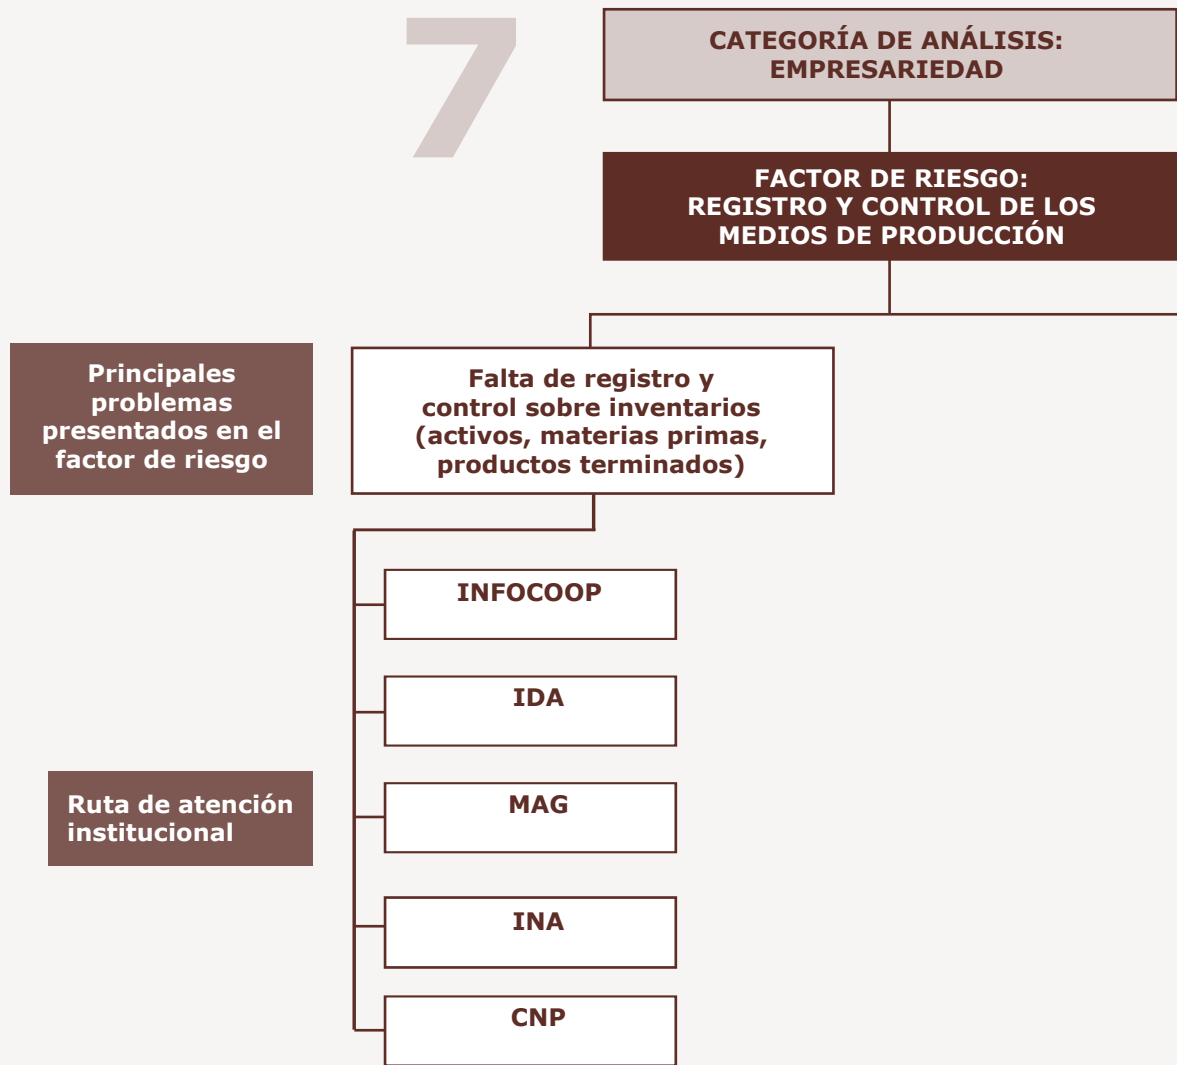 7
CATEGORÍA DE ANÁLISIS:
EMPRESARIEDAD
FACTOR DE RIESGO:
REGISTRO Y CONTROL DE LOS
MEDIOS DE PRODUCCIÓN
Principales
problemas
presentados en el
factor de riesgo
Falta de registro y
control sobre inventarios
(activos, materias primas,
productos terminados)
INFOCOOP
IDA
Ruta de atención
institucional
MAG
INA
CNP